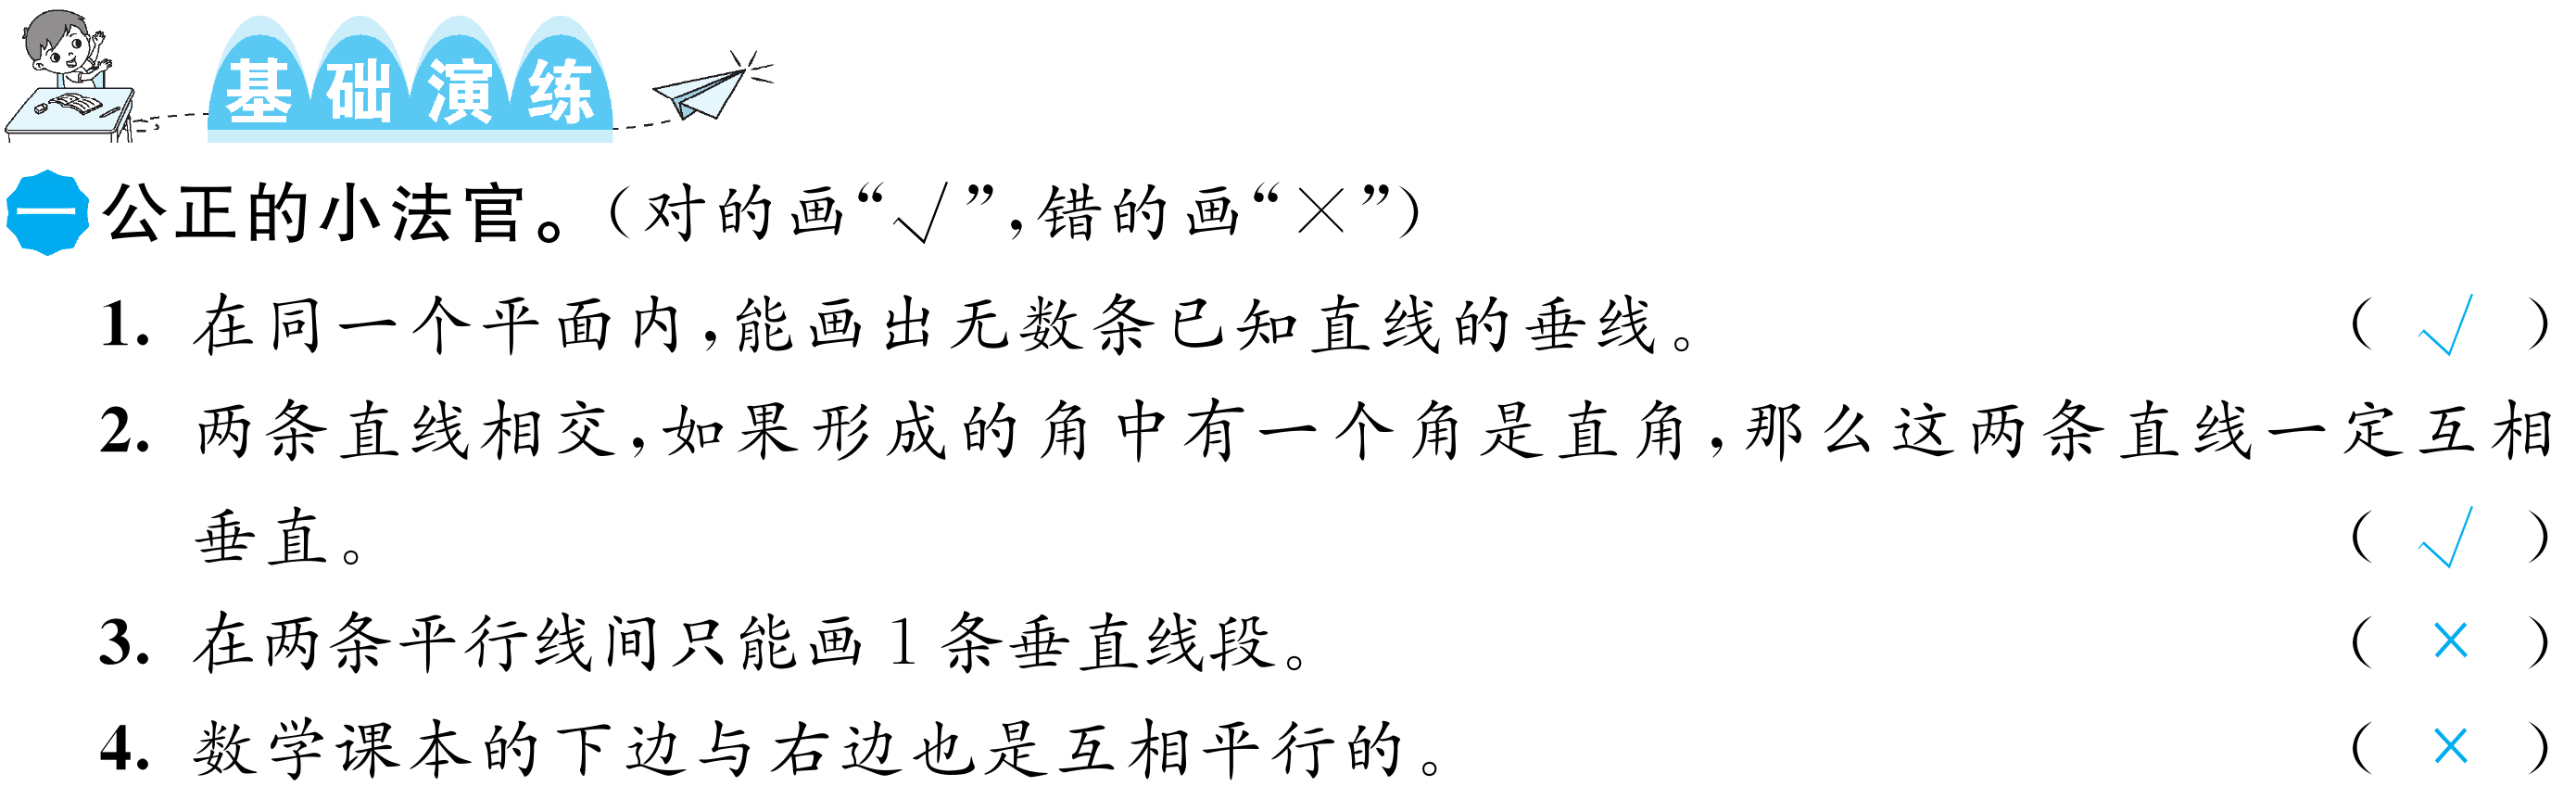 基础演练
一 公正的小法官。(对的画“√”,错的画“×”)
1. 在同一个平面内,能画出无数条已知直线的垂线。 ( √ )
2. 两条直线相交,如果形成的角中有一个角是直角,那么这两条直线一定互相
垂直。 ( √ )
3. 在两条平行线间只能画1条垂直线段。 ( × )
4. 数学课本的下边与右边也是互相平行的。 ( × )